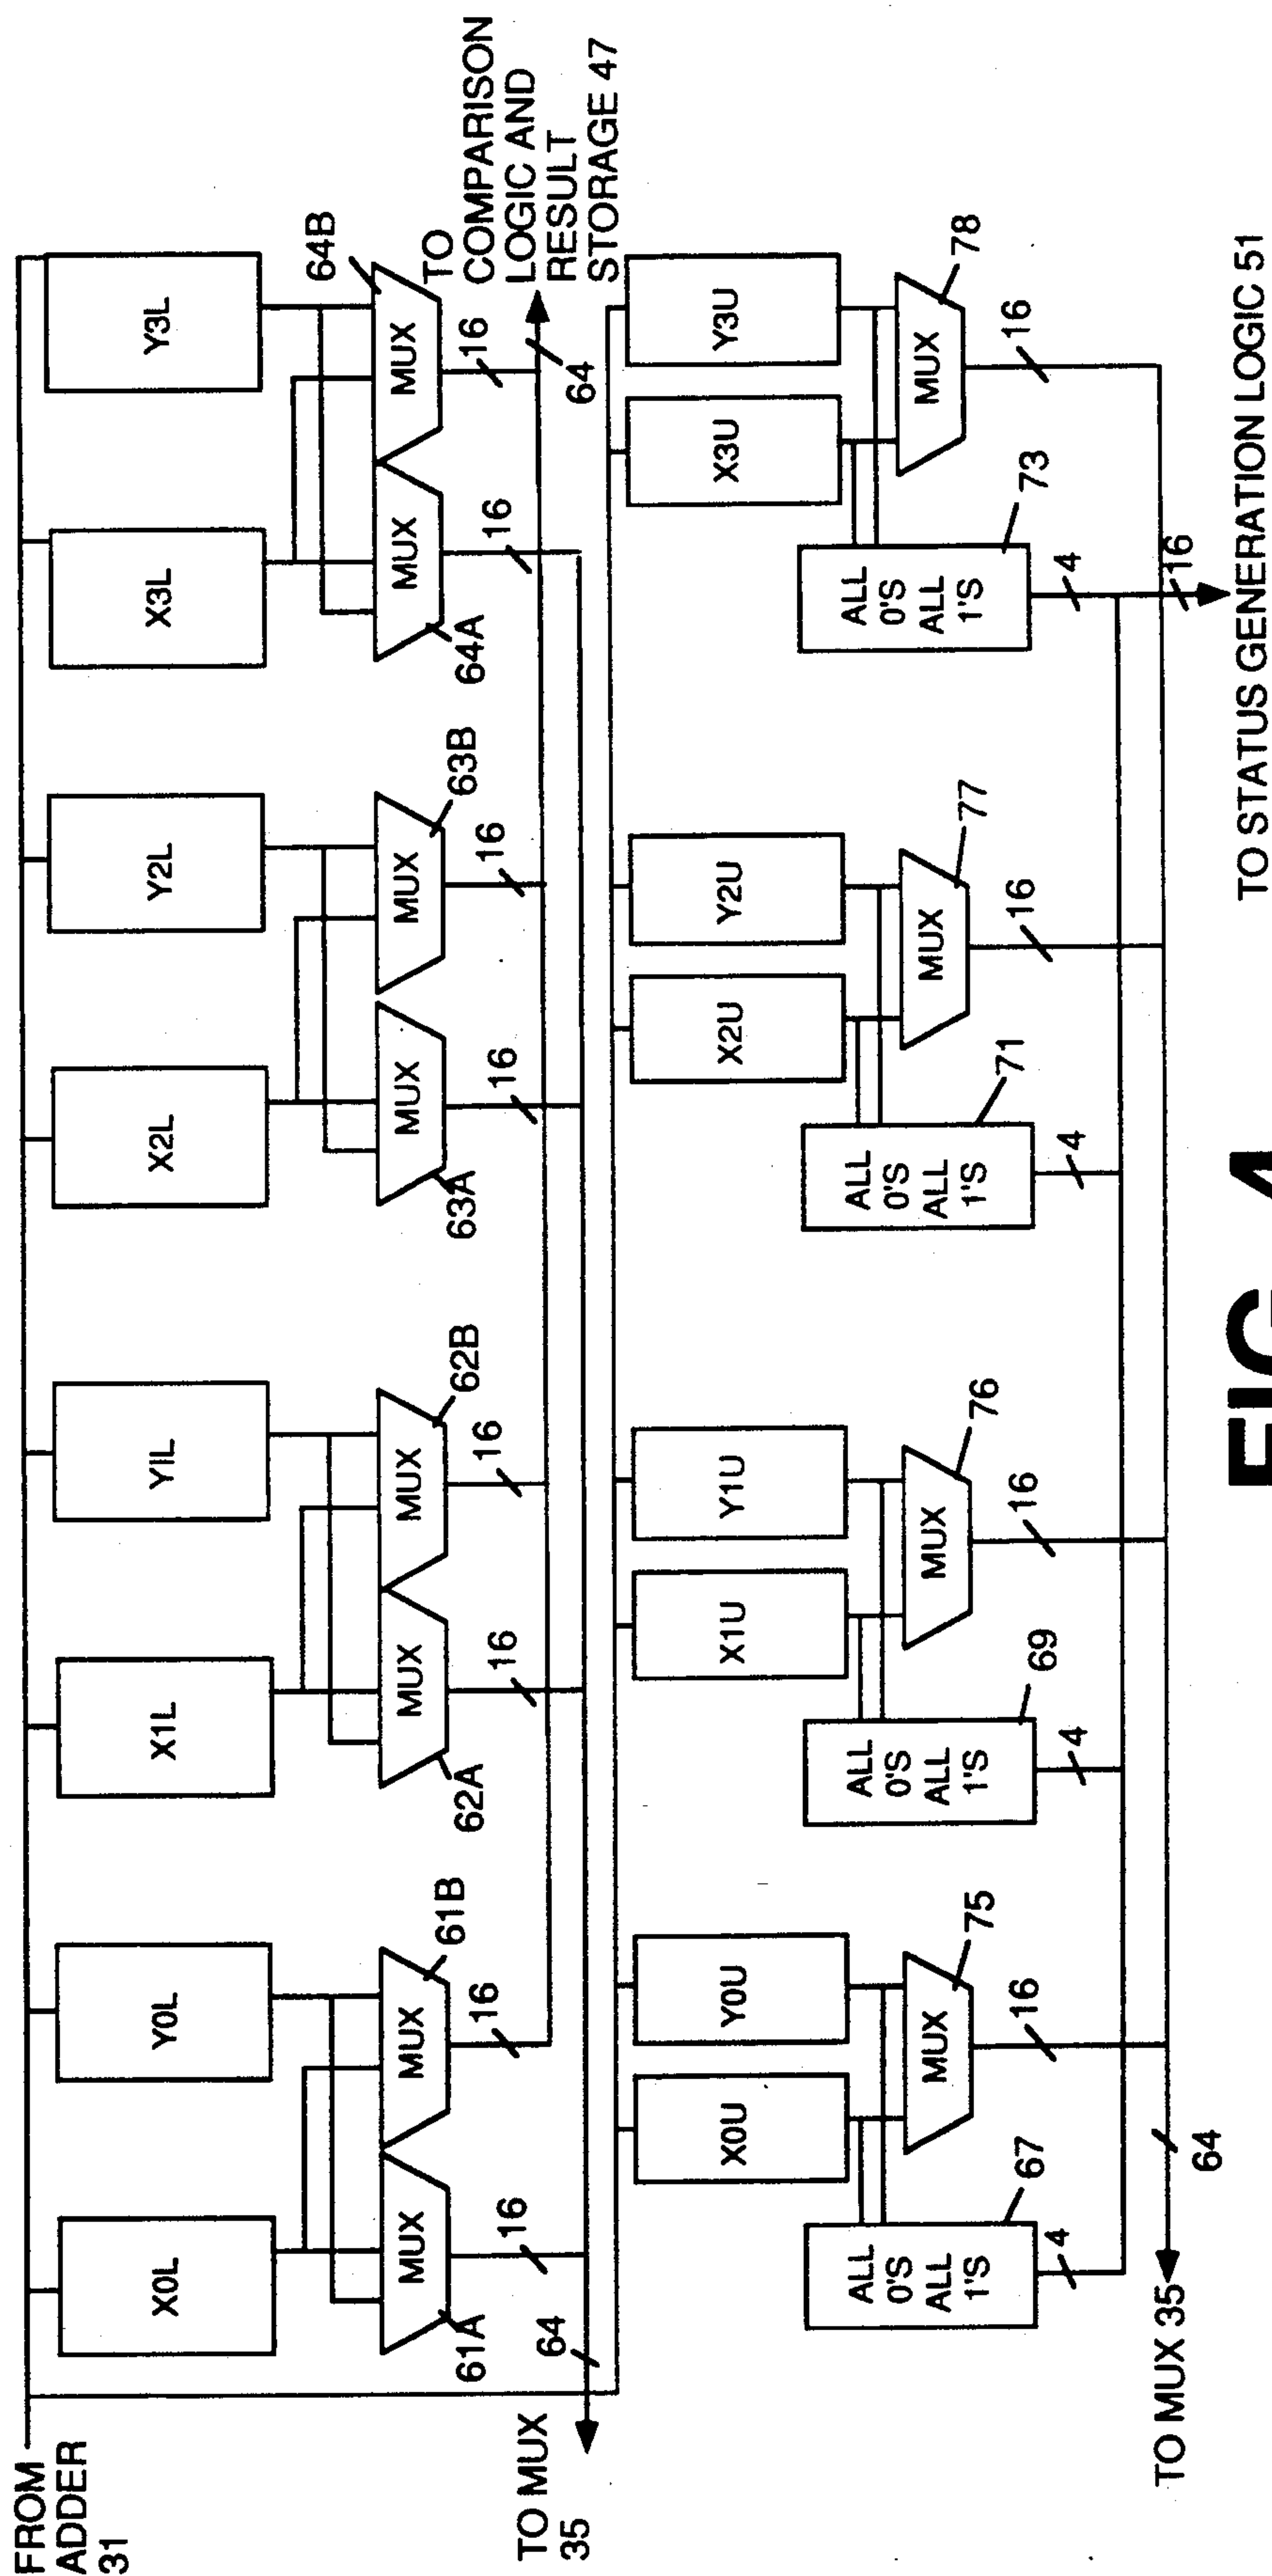 FROM
ADDER
31
X0L
Y0L
X1L
YIL
X2L
Y2L
X3L
Y3L
MUX
MUX
MUX
MUX
MUX
MUX
MUX
MUX
61A
61B
62A
62B
63A
63B
64A
64B
16
16
16
16
16
16
16
16
TO
COMPARISON
LOGIC AND
RESULT
STORAGE 47
64
64
TO MUX
35
X0U
Y0U
X1U
Y1U
X2U
Y2U
X3U
Y3U
ALL
0'S
ALL
1'S
67
MUX
75
ALL
0'S
ALL
1'S
69
MUX
76
ALL
0'S
ALL
1'S
71
MUX
77
ALL
0'S
ALL
1'S
73
MUX
78
4
16
4
16
4
16
4
16
16
64
TO MUX 35
TO STATUS GENERATION LOGIC 51
FIG 4